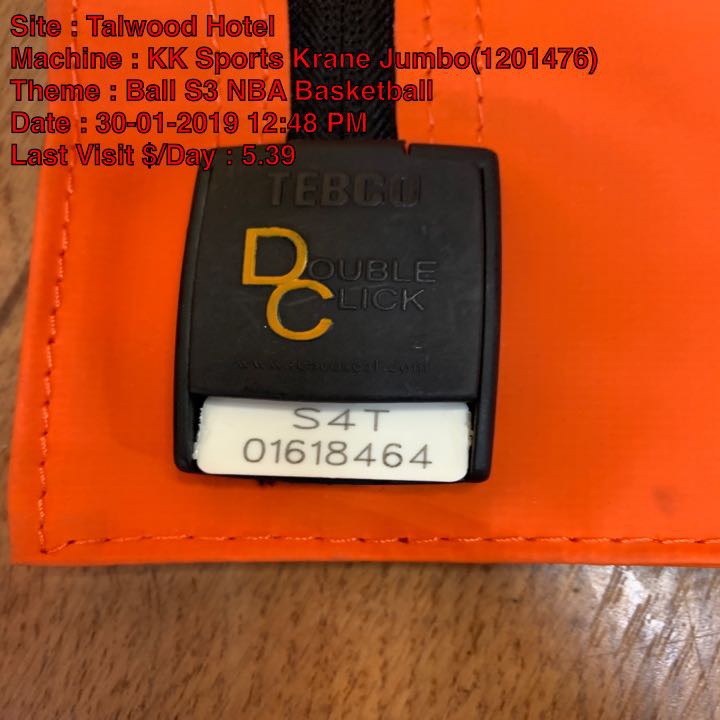 Site : Talwood Hotel
Machine : KK Sports Krane Jumbo(1201476)
Theme : Ball S3 NBA Basketball
Date : 30-01-2019 12:48 PM
Last Visit $/Day : 5.39
TEBCO
DOUBLE
CLICK
S4T
01618464